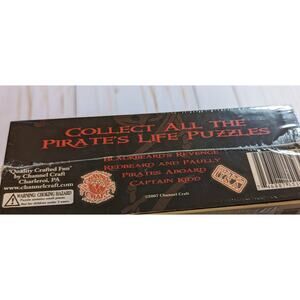 COLLECT ALL THE
PIRATE'S LIFE PUZZLES
BLACKBEARD'S REVENGE
REDBEARD AND PAULLY
PIRATES ABOARD
CAPTAIN KIDD
©2007 Channel Craft
"Quality Crafted Fun"
by Channel Craft
Charleroi, PA
www.channelcraft.com
WARNING: CHOKING HAZARD